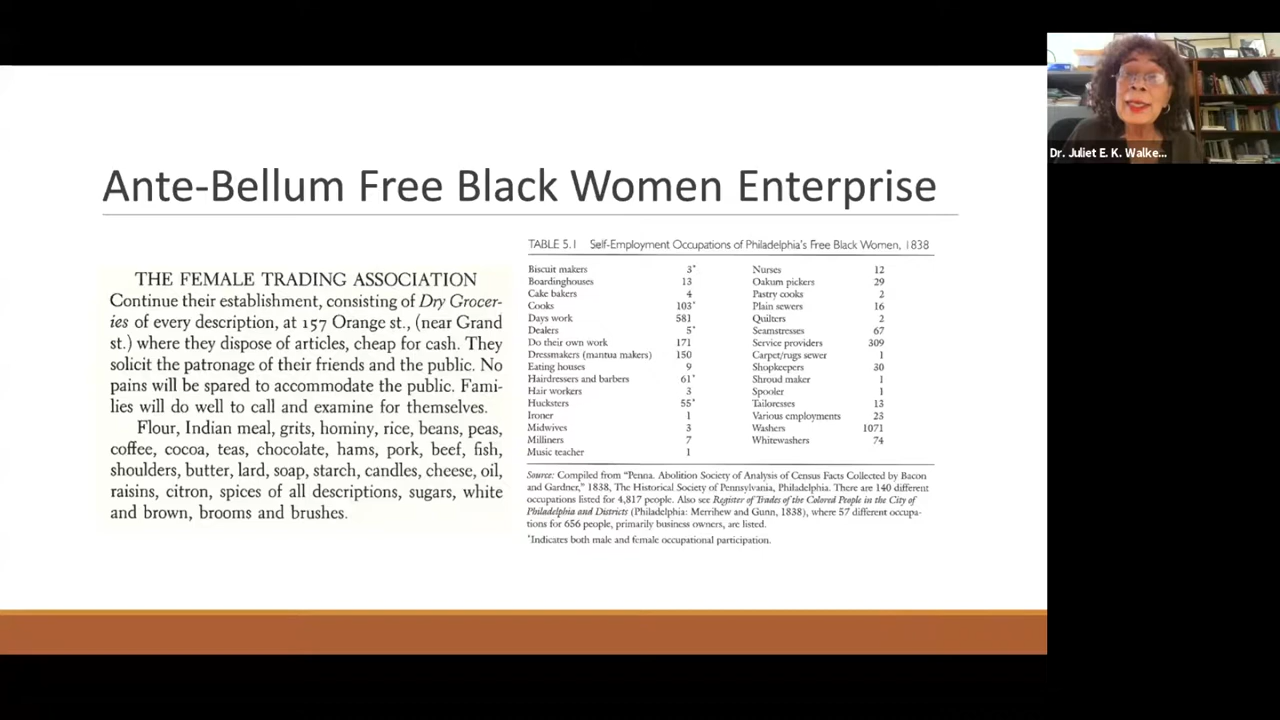 Ante-Bellum Free Black Women Enterprise
THE FEMALE TRADING ASSOCIATION
Continue their establishment, consisting of Dry Grocer-
ies of every description, at 157 Orange st., (near Grand
st.) where they dispose of articles, cheap for cash. They
solicit the patronage of their friends and the public. No
pains will be spared to accommodate the public. Fami-
lies will do well to call and examine for themselves.
Flour, Indian meal, grits, hominy, rice, beans, peas,
coffee, cocoa, teas, chocolate, hams, pork, beef, fish,
shoulders, butter, lard, soap, starch, candles, cheese, oil,
raisins, citron, spices of all descriptions, sugars, white
and brown, brooms and brushes.
TABLE 5.1 Self-Employment Occupations of Philadelphia's Free Black Women, 1838
Biscuit makers 3*
Boardinghouses 13
Cake bakers 4
Cooks 103*
Days work 581
Dealers 5*
Do their own work 171
Dressmakers (mantua makers) 150
Eating houses 9
Hairdressers and barbers 61*
Hair workers 3
Hucksters 55*
Ironer 1
Midwives 3
Milliners 7
Music teacher 1
Nurses 12
Oakum pickers 29
Pastry cooks 2
Plain sewers 16
Quilters 2
Seamstresses 67
Service providers 309
Carpet/rugs sewer 1
Shopkeepers 30
Shroud maker 1
Spooler 1
Tailoresses 13
Various employments 23
Washers 1071
Whitewashers 74
Source: Compiled from "Penna. Abolition Society of Analysis of Census Facts Collected by Bacon
and Gardner," 1838, The Historical Society of Pennsylvania, Philadelphia. There are 140 different
occupations listed for 4,817 people. Also see Register of Trades of the Colored People in the City of
Philadelphia and Districts (Philadelphia: Merrihew and Gunn, 1838), where 57 different occupa-
tions for 656 people, primarily business owners, are listed.
*Indicates both male and female occupational participation.
Dr. Juliet E. K. Walke...